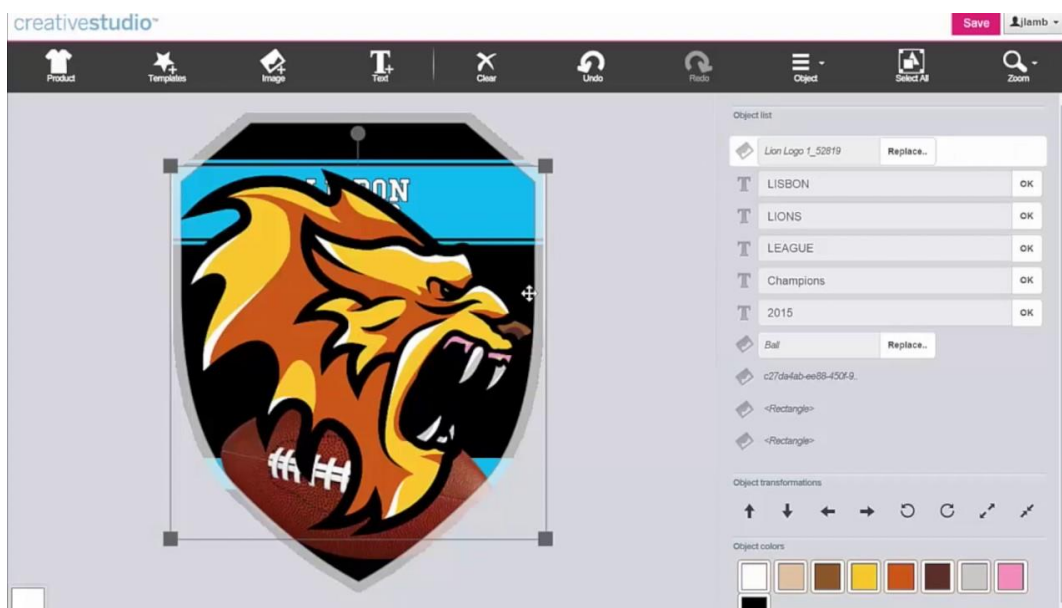 creativestudio™
Save
jlamb
Product
Templates
Image
Text
Clear
Undo
Redo
Object
Select All
Zoom
Object list
Lion Logo 1_52819 Replace..
LISBON OK
LIONS OK
LEAGUE OK
Champions OK
2015 OK
Ball Replace..
c27da4ab-ee88-450f-9..
<Rectangle>
<Rectangle>
Object transformations
Object colors
LISBON